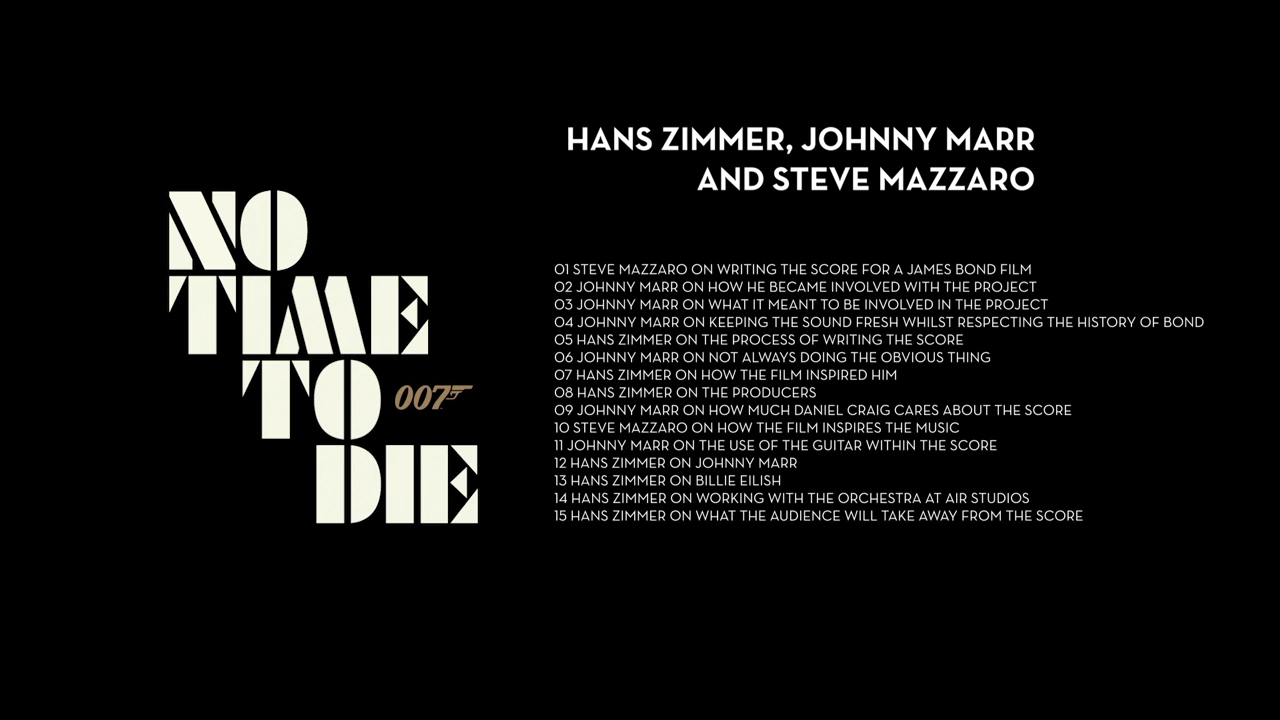 NO
TIME
TO
007
DIE
HANS ZIMMER, JOHNNY MARR
AND STEVE MAZZARO
01 STEVE MAZZARO ON WRITING THE SCORE FOR A JAMES BOND FILM
02 JOHNNY MARR ON HOW HE BECAME INVOLVED WITH THE PROJECT
03 JOHNNY MARR ON WHAT IT MEANT TO BE INVOLVED IN THE PROJECT
04 JOHNNY MARR ON KEEPING THE SOUND FRESH WHILST RESPECTING THE HISTORY OF BOND
05 HANS ZIMMER ON THE PROCESS OF WRITING THE SCORE
06 JOHNNY MARR ON NOT ALWAYS DOING THE OBVIOUS THING
07 HANS ZIMMER ON HOW THE FILM INSPIRED HIM
08 HANS ZIMMER ON THE PRODUCERS
09 JOHNNY MARR ON HOW MUCH DANIEL CRAIG CARES ABOUT THE SCORE
10 STEVE MAZZARO ON HOW THE FILM INSPIRES THE MUSIC
11 JOHNNY MARR ON THE USE OF THE GUITAR WITHIN THE SCORE
12 HANS ZIMMER ON JOHNNY MARR
13 HANS ZIMMER ON BILLIE EILISH
14 HANS ZIMMER ON WORKING WITH THE ORCHESTRA AT AIR STUDIOS
15 HANS ZIMMER ON WHAT THE AUDIENCE WILL TAKE AWAY FROM THE SCORE